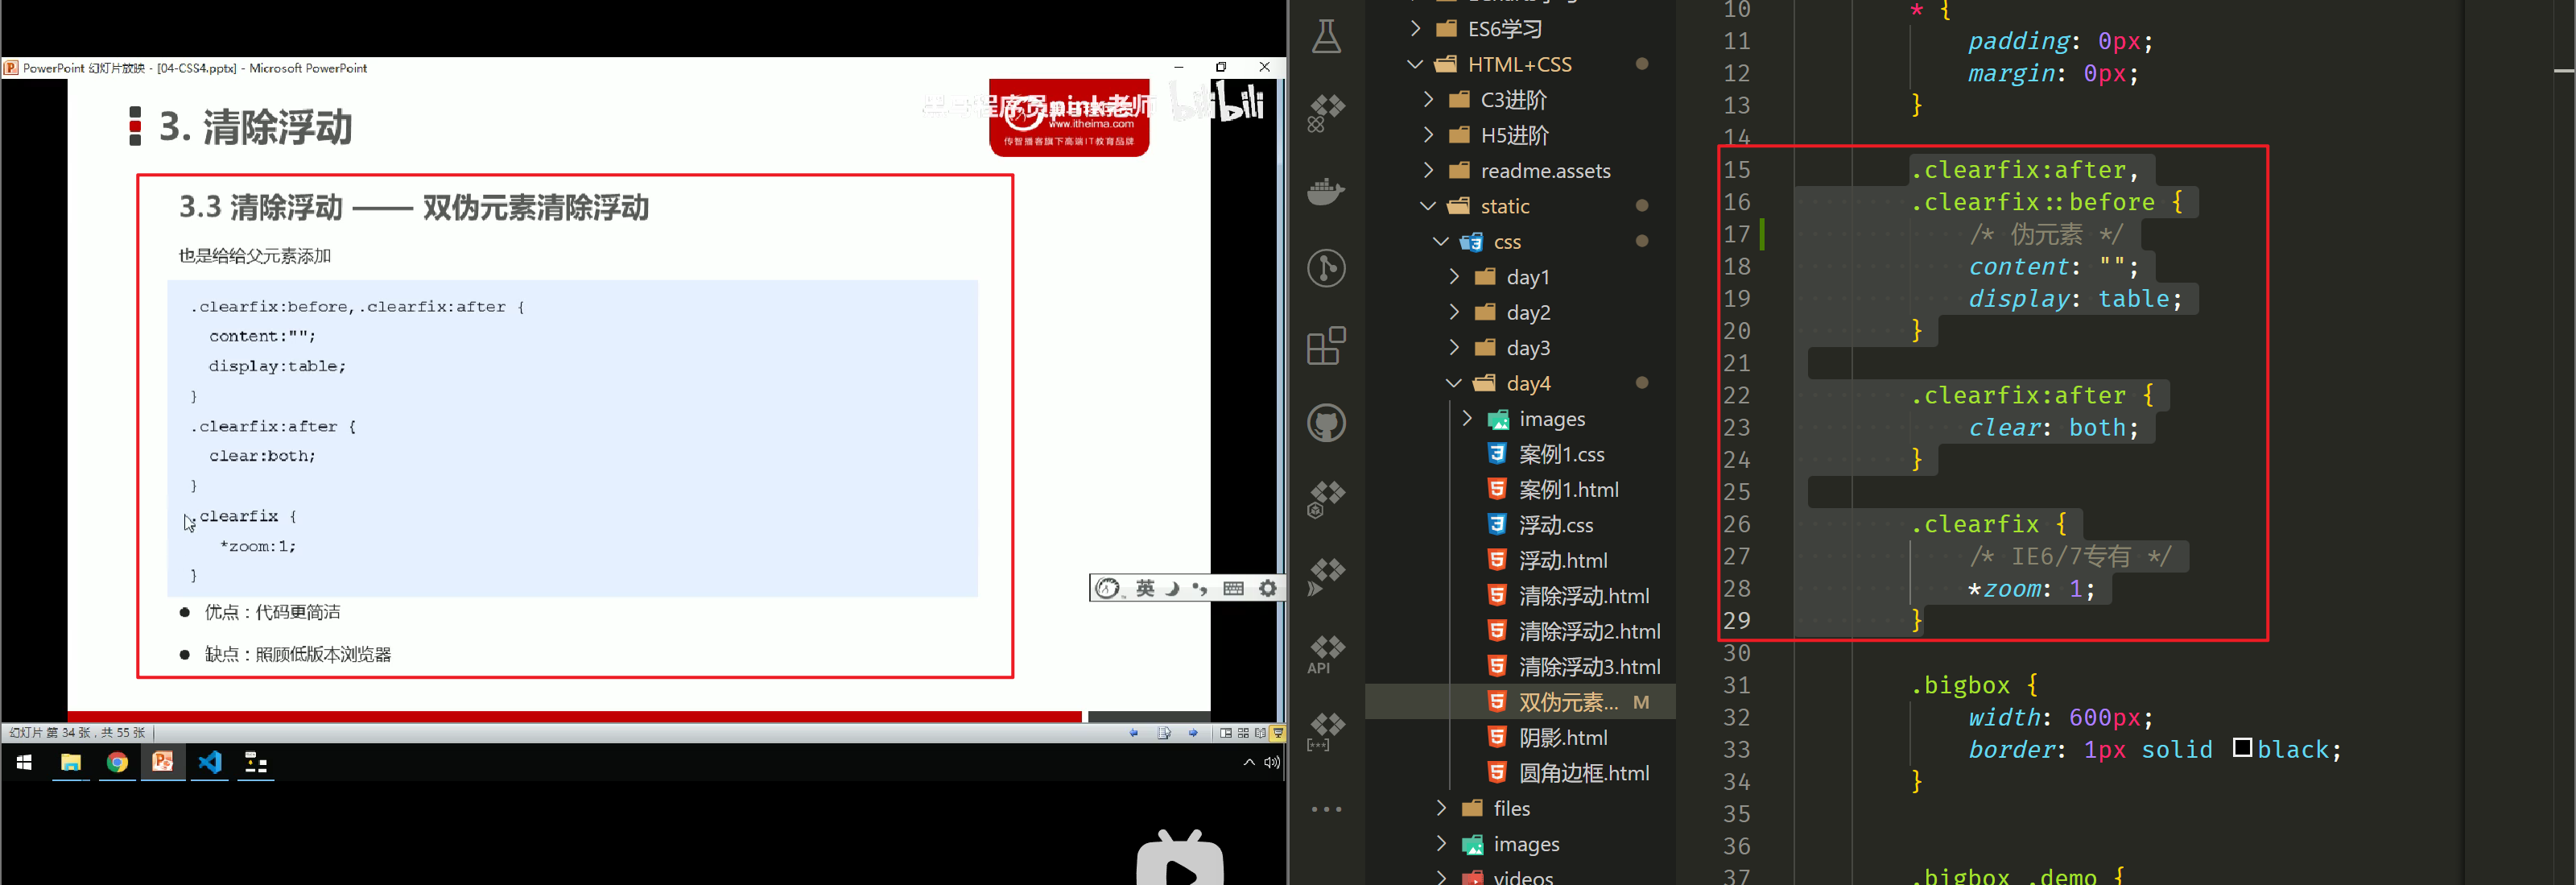 PowerPoint 幻灯片放映 - [04-CSS4.pptx] - Microsoft PowerPoint
3. 清除浮动
黑马程序员pink老师
bilibili
www.itheima.com
传智播客旗下高端IT教育品牌
3.3 清除浮动 —— 双伪元素清除浮动
也是给给父元素添加
.clearfix:before,.clearfix:after {
content:"";
display:table;
}
.clearfix:after {
clear:both;
}
.clearfix {
*zoom:1;
}
● 优点：代码更简洁
● 缺点：照顾低版本浏览器
英
幻灯片 第 34 张，共 55 张
API
ES6学习
HTML+CSS
C3进阶
H5进阶
readme.assets
static
css
day1
day2
day3
day4
images
案例1.css
案例1.html
浮动.css
浮动.html
清除浮动.html
清除浮动2.html
清除浮动3.html
双伪元素... M
阴影.html
圆角边框.html
files
images
videos
10 * {
11 padding: 0px;
12 margin: 0px;
13 }
14
15 .clearfix:after,
16 .clearfix::before {
17 /* 伪元素 */
18 content: "";
19 display: table;
20 }
21
22 .clearfix:after {
23 clear: both;
24 }
25
26 .clearfix {
27 /* IE6/7专有 */
28 *zoom: 1;
29 }
30
31 .bigbox {
32 width: 600px;
33 border: 1px solid black;
34 }
35
36
37 .bigbox .demo {